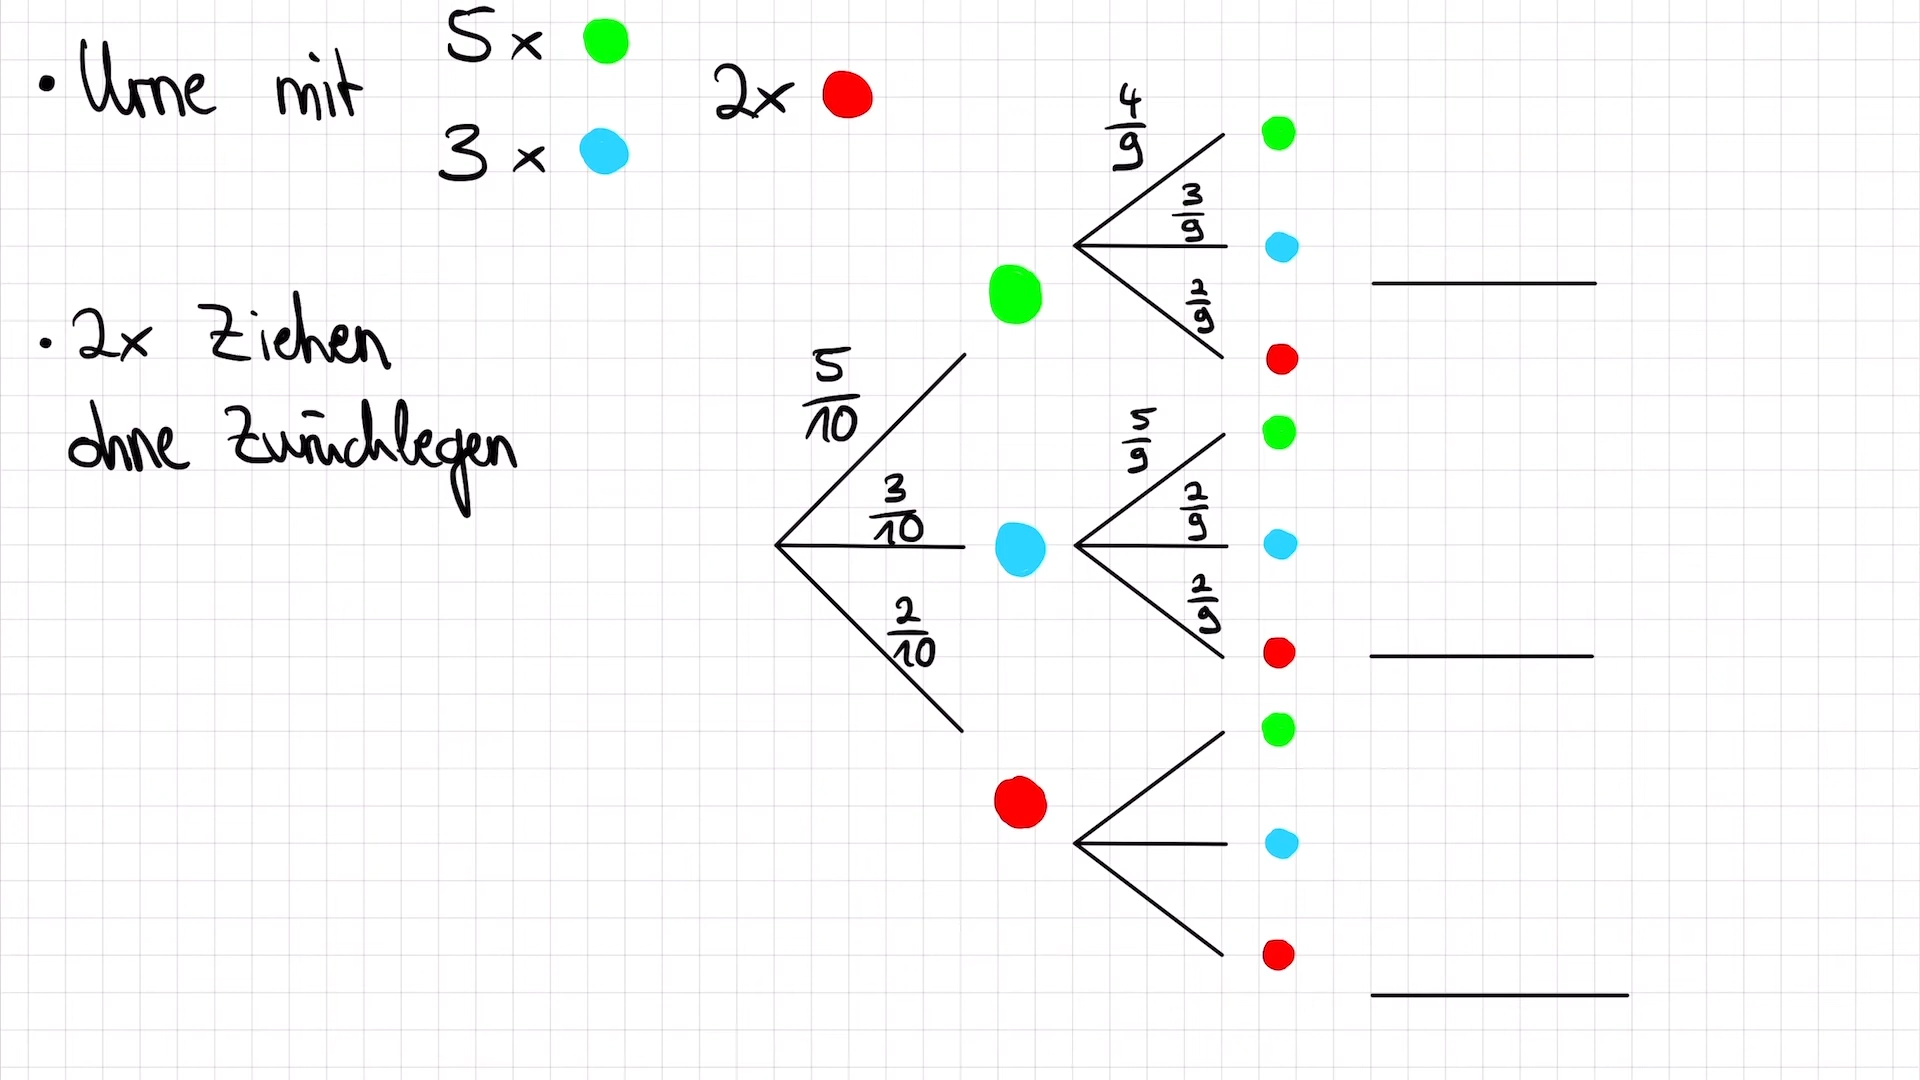 • Urne mit
5x
3x
2x
• 2x Ziehen
ohne Zurücklegen
5/10
3/10
2/10
4/9
3/9
2/9
5/9
2/9
2/9